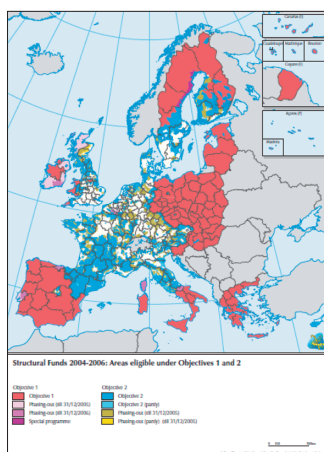 Canarias (E)
Guadeloupe Martinique Réunion
Guyane (F)
Açores (P)
Madeira
Structural Funds 2004-2006: Areas eligible under Objectives 1 and 2
Objective 1 Objective 2
Objective 1 Objective 2
Phasing-out (till 31/12/2005) Objective 2 (partly)
Phasing-out (till 31/12/2006) Phasing-out (till 31/12/2005)
Special programme Phasing-out (partly) (till 31/12/2005)